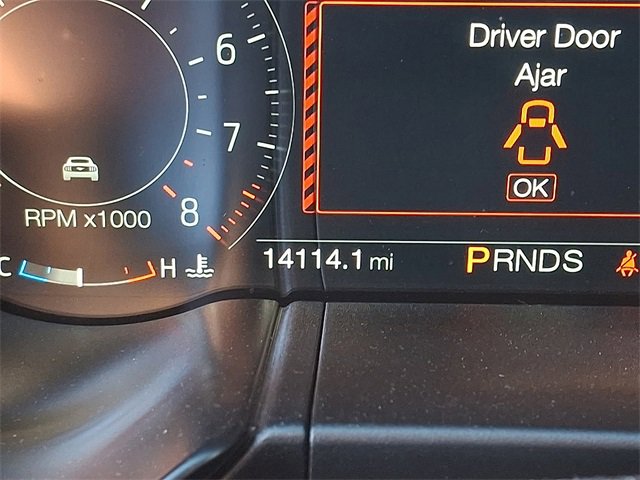 6
7
8
RPM x1000
C H
14114.1 mi
Driver Door
Ajar
OK
PRNDS